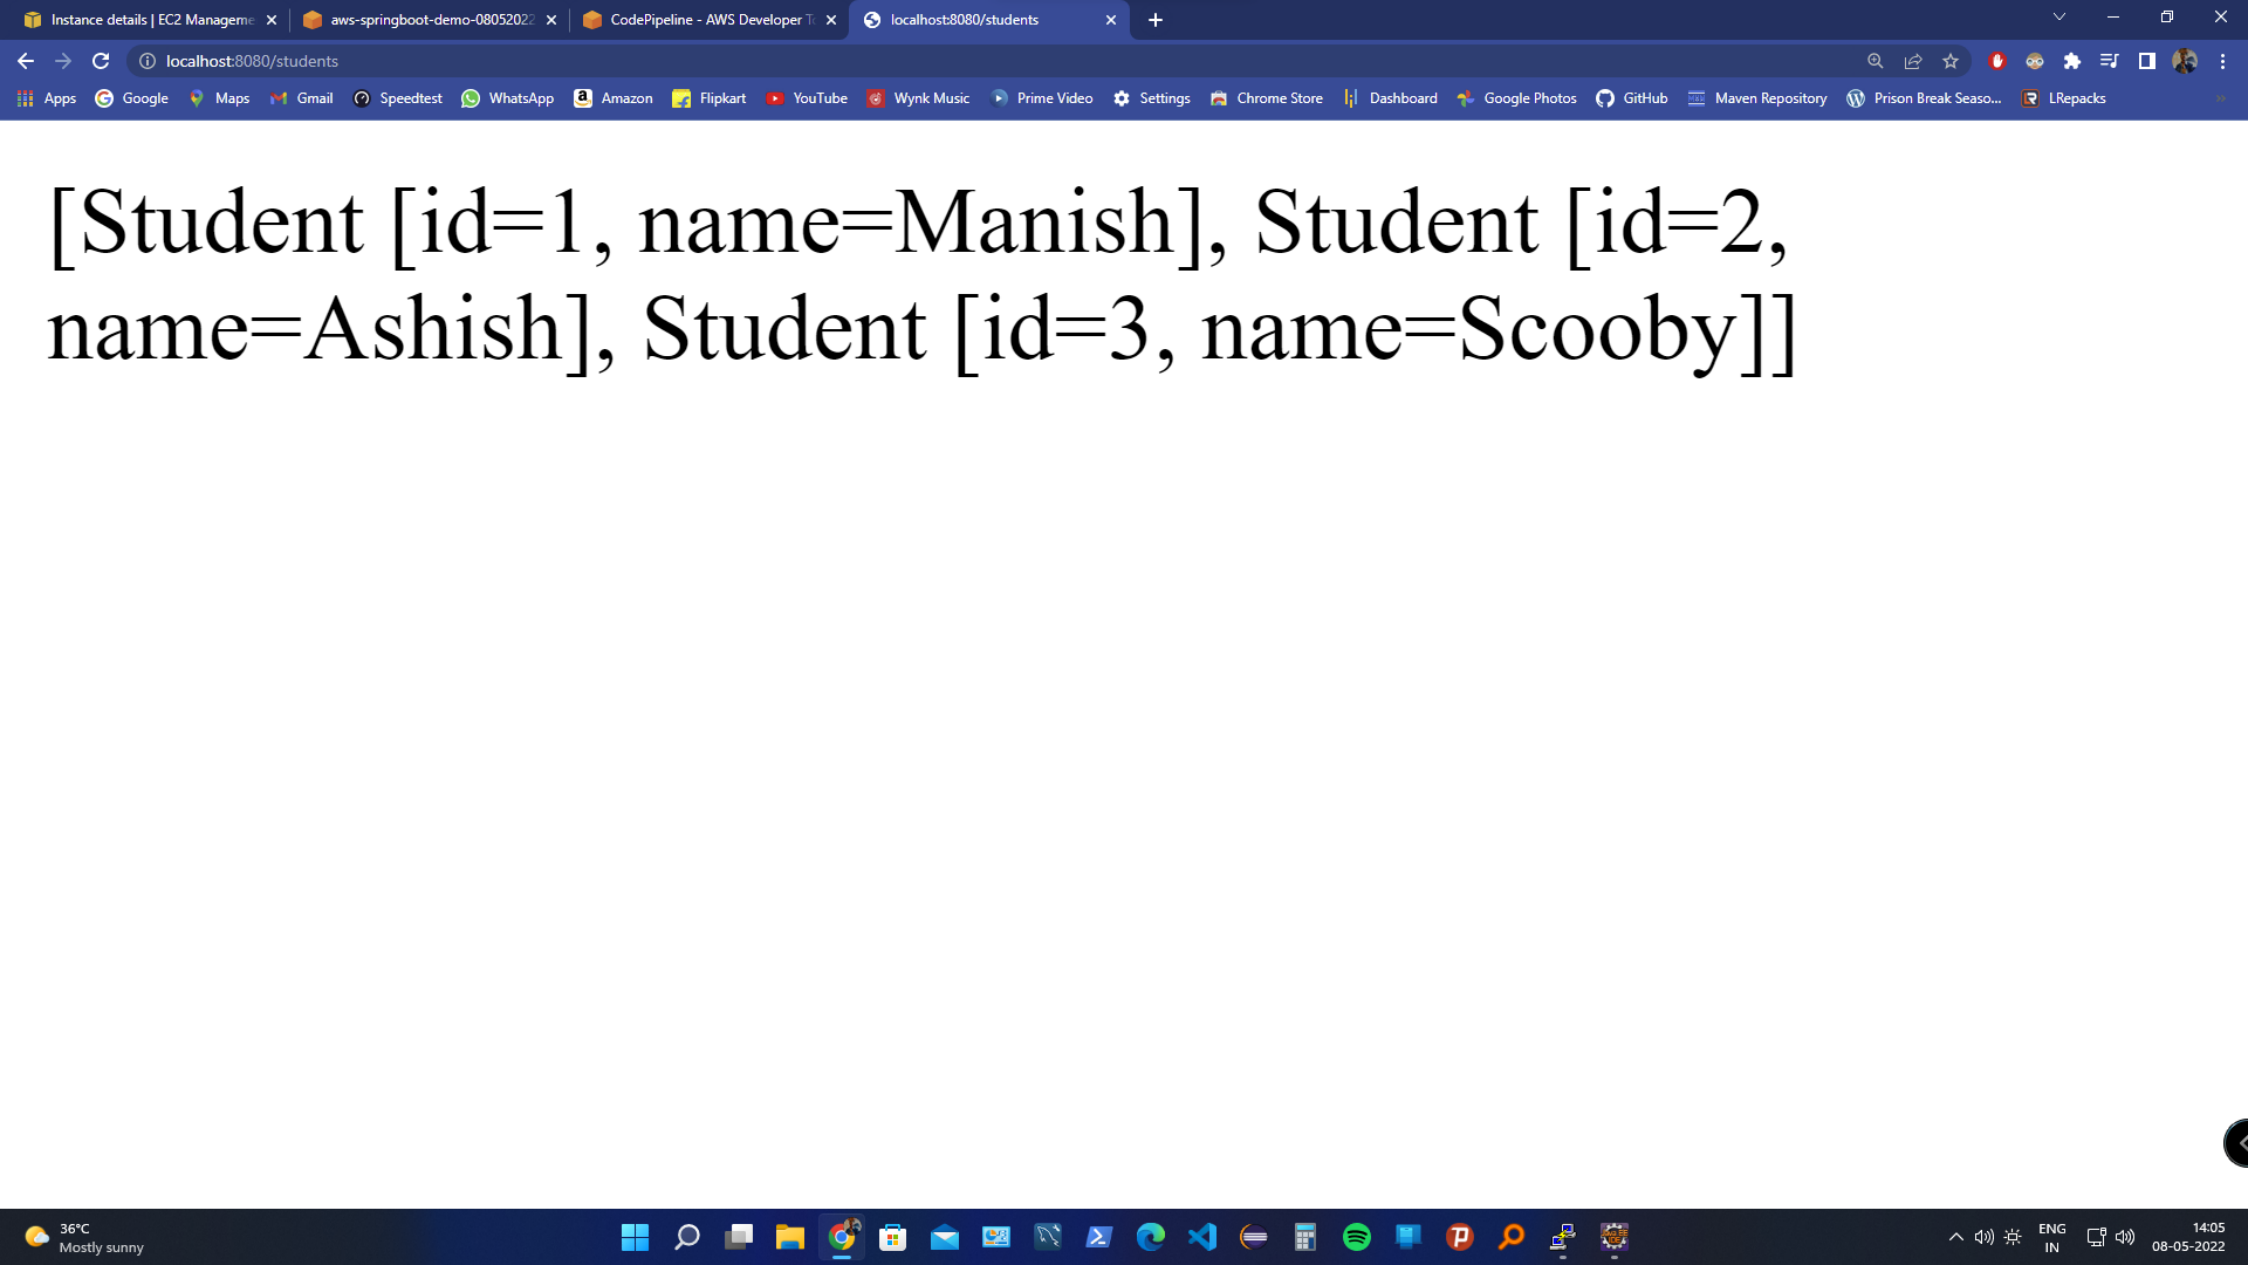 Instance details | EC2 Manageme
aws-springboot-demo-08052022
CodePipeline - AWS Developer To
localhost:8080/students
localhost:8080/students
Apps Google Maps Gmail Speedtest WhatsApp Amazon Flipkart YouTube Wynk Music Prime Video Settings Chrome Store Dashboard Google Photos GitHub Maven Repository Prison Break Seaso... LRepacks
[Student [id=1, name=Manish], Student [id=2,
name=Ashish], Student [id=3, name=Scooby]]
36°C
Mostly sunny
ENG
IN
14:05
08-05-2022